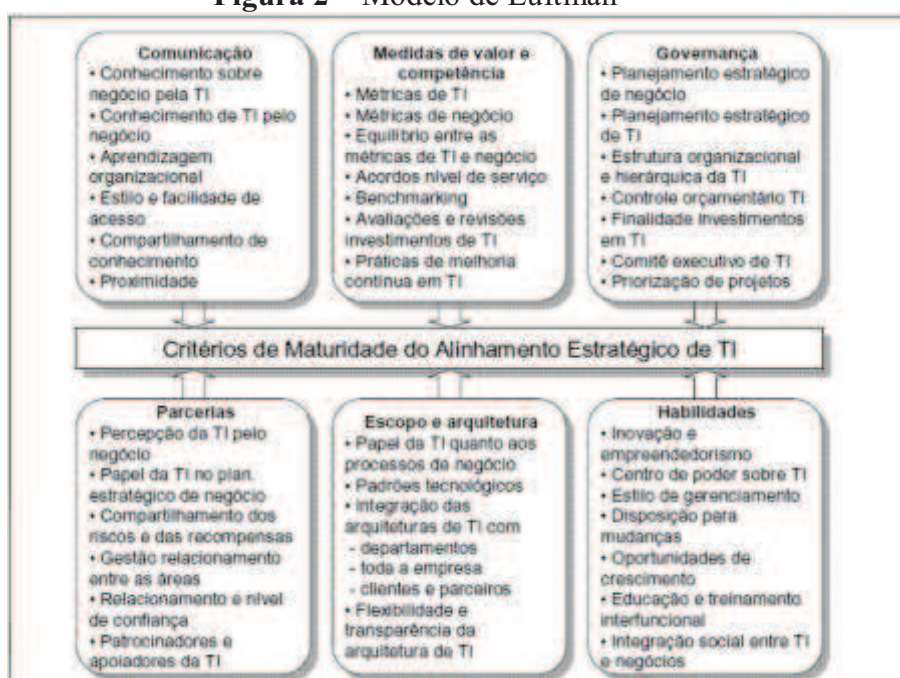 Figura 2 – Modelo de Luftman
Comunicação
• Conhecimento sobre
negócio pela TI
• Conhecimento de TI pelo
negócio
• Aprendizagem
organizacional
• Estilo e facilidade de
acesso
• Compartilhamento de
conhecimento
• Proximidade
Medidas de valor e
competência
• Métricas de TI
• Métricas de negócio
• Equilíbrio entre as
métricas de TI e negócio
• Acordos nível de serviço
• Benchmarking
• Avaliações e revisões
investimentos de TI
• Práticas de melhoria
contínua em TI
Governança
• Planejamento estratégico
de negócio
• Planejamento estratégico
de TI
• Estrutura organizacional
e hierárquica da TI
• Controle orçamentário TI
• Finalidade investimentos
em TI
• Comitê executivo de TI
• Priorização de projetos
Critérios de Maturidade do Alinhamento Estratégico de TI
Parcerias
• Percepção da TI pelo
negócio
• Papel da TI no plan.
estratégico de negócio
• Compartilhamento dos
riscos e das recompensas
• Gestão relacionamento
entre as áreas
• Relacionamento e nível
de confiança
• Patrocinadores e
apoiadores da TI
Escopo e arquitetura
• Papel da TI quanto aos
processos de negócio
• Padrões tecnológicos
• Integração das
arquiteturas de TI com
- departamentos
- toda a empresa
- clientes e parceiros
• Flexibilidade e
transparência da
arquitetura de TI
Habilidades
• Inovação e
empreendedorismo
• Centro de poder sobre TI
• Estilo de gerenciamento
• Disposição para
mudanças
• Oportunidades de
crescimento
• Educação e treinamento
interfuncional
• Integração social entre TI
e negócios